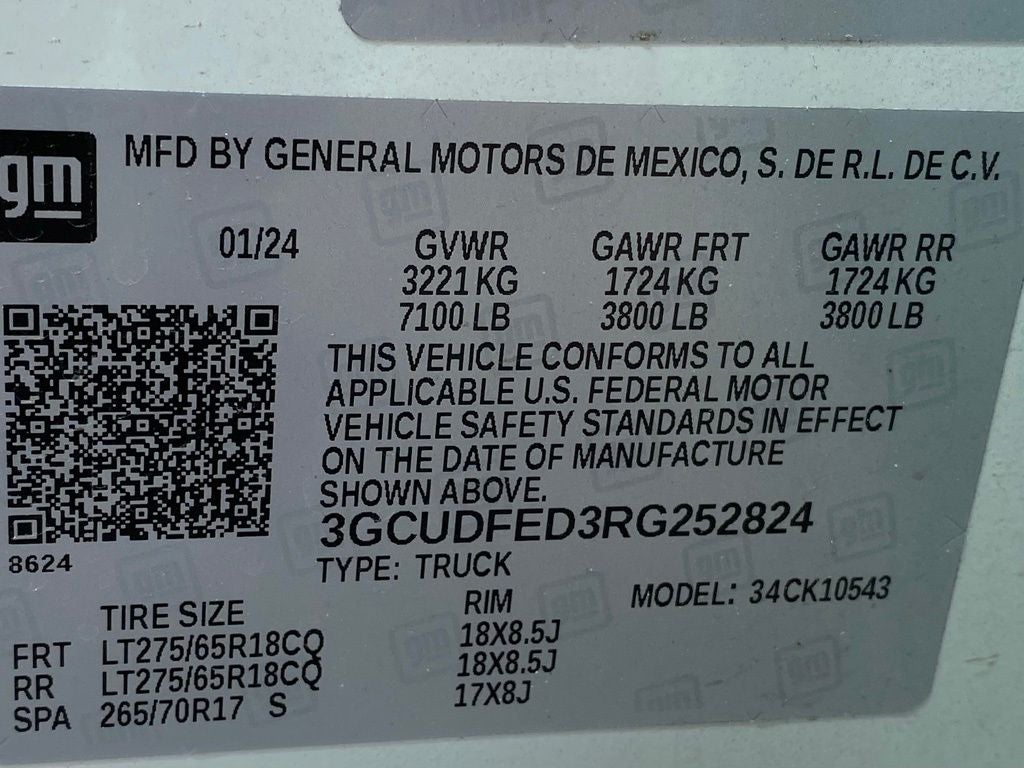 gm
MFD BY GENERAL MOTORS DE MEXICO, S. DE R.L. DE C.V.
01/24 GVWR GAWR FRT GAWR RR
3221 KG 1724 KG 1724 KG
7100 LB 3800 LB 3800 LB
THIS VEHICLE CONFORMS TO ALL
APPLICABLE U.S. FEDERAL MOTOR
VEHICLE SAFETY STANDARDS IN EFFECT
ON THE DATE OF MANUFACTURE
SHOWN ABOVE.
3GCUDFED3RG252824
8624
TYPE: TRUCK
TIRE SIZE RIM MODEL: 34CK10543
FRT LT275/65R18CQ 18X8.5J
RR LT275/65R18CQ 18X8.5J
SPA 265/70R17 S 17X8J